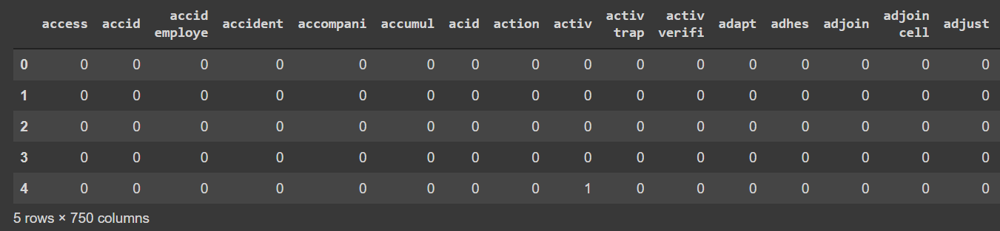 access accid accid employe accident accompani accumul acid action activ activ trap activ verifi adapt adhes adjoin adjoin cell adjust
0 0 0 0 0 0 0 0 0 0 0 0 0 0 0 0 0
1 0 0 0 0 0 0 0 0 0 0 0 0 0 0 0 0
2 0 0 0 0 0 0 0 0 0 0 0 0 0 0 0 0
3 0 0 0 0 0 0 0 0 0 0 0 0 0 0 0 0
4 0 0 0 0 0 0 0 0 1 0 0 0 0 0 0 0
5 rows × 750 columns